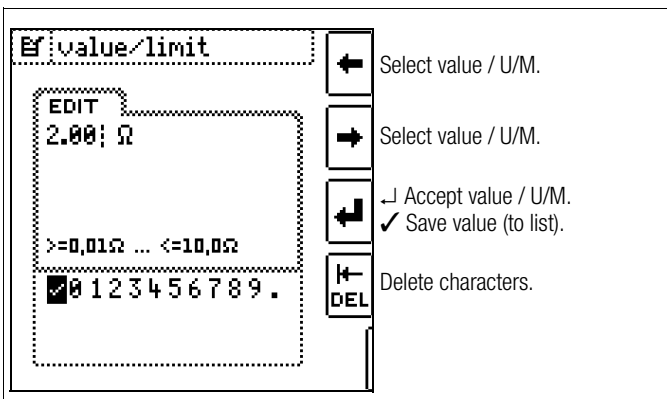 value/limit
← Select value / U/M.
EDIT
2.00 Ω
→ Select value / U/M.
↵ Accept value / U/M.
✓ Save value (to list).
>=0,01Ω ... <=10,0Ω
DEL
Delete characters.
✓0123456789.